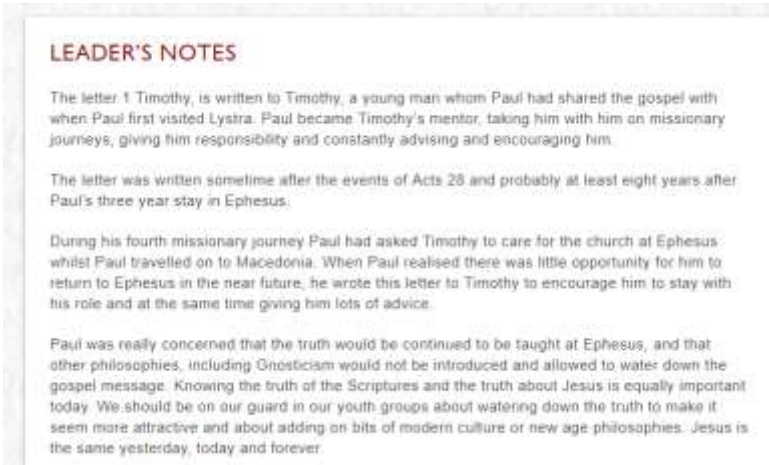 LEADER'S NOTES
The letter 1 Timothy, is written to Timothy, a young man whom Paul had shared the gospel with
when Paul first visited Lystra. Paul became Timothy's mentor, taking him with him on missionary
journeys, giving him responsibility and constantly advising and encouraging him.
The letter was written sometime after the events of Acts 28 and probably at least eight years after
Paul's three year stay in Ephesus.
During his fourth missionary journey Paul had asked Timothy to care for the church at Ephesus
whilst Paul travelled on to Macedonia. When Paul realised there was little opportunity for him to
return to Ephesus in the near future, he wrote this letter to Timothy to encourage him to stay with
his role and at the same time giving him lots of advice.
Paul was really concerned that the truth would be continued to be taught at Ephesus, and that
other philosophies, including Gnosticism would not be introduced and allowed to water down the
gospel message. Knowing the truth of the Scriptures and the truth about Jesus is equally important
today. We should be on our guard in our youth groups about watering down the truth to make it
seem more attractive and about adding on bits of modern culture or new age philosophies. Jesus is
the same yesterday, today and forever.